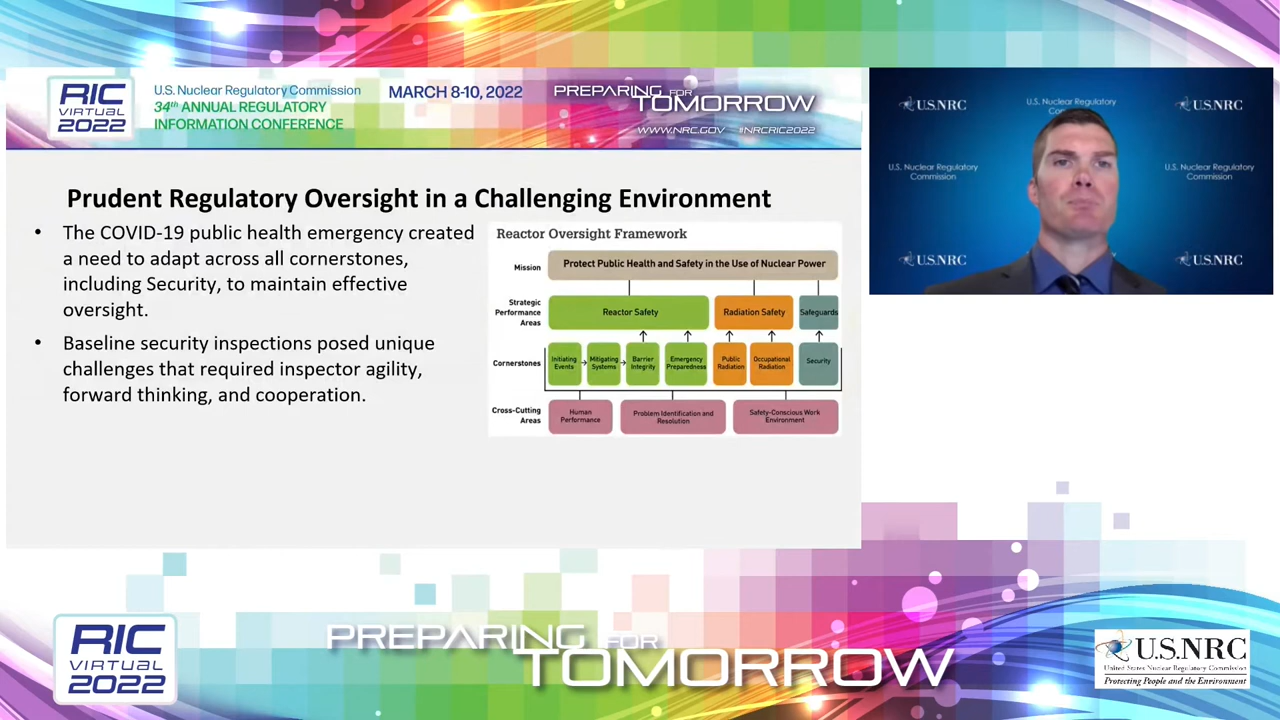 RIC
VIRTUAL
2022
U.S. Nuclear Regulatory Commission
34th ANNUAL REGULATORY
INFORMATION CONFERENCE
MARCH 8-10, 2022
PREPARING FOR
TOMORROW
WWW.NRC.GOV #NRCRIC2022
Prudent Regulatory Oversight in a Challenging Environment
• The COVID-19 public health emergency created
a need to adapt across all cornerstones,
including Security, to maintain effective
oversight.
• Baseline security inspections posed unique
challenges that required inspector agility,
forward thinking, and cooperation.
Reactor Oversight Framework
Mission
Protect Public Health and Safety in the Use of Nuclear Power
Strategic
Performance
Areas
Reactor Safety
Radiation Safety
Safeguards
Cornerstones
Initiating
Events
Mitigating
Systems
Barrier
Integrity
Emergency
Preparedness
Public
Radiation
Occupational
Radiation
Security
Cross-Cutting
Areas
Human
Performance
Problem Identification and
Resolution
Safety-Conscious Work
Environment
U.S.NRC
U.S. Nuclear Regulatory
Co
U.S.NRC
U.S. Nuclear Regulatory
Commission
U.S. Nuclear Regulatory
Commission
U.S.NRC
U.S.NRC
RIC
VIRTUAL
2022
PREPARING FOR
TOMORROW
U.S.NRC
United States Nuclear Regulatory Commission
Protecting People and the Environment